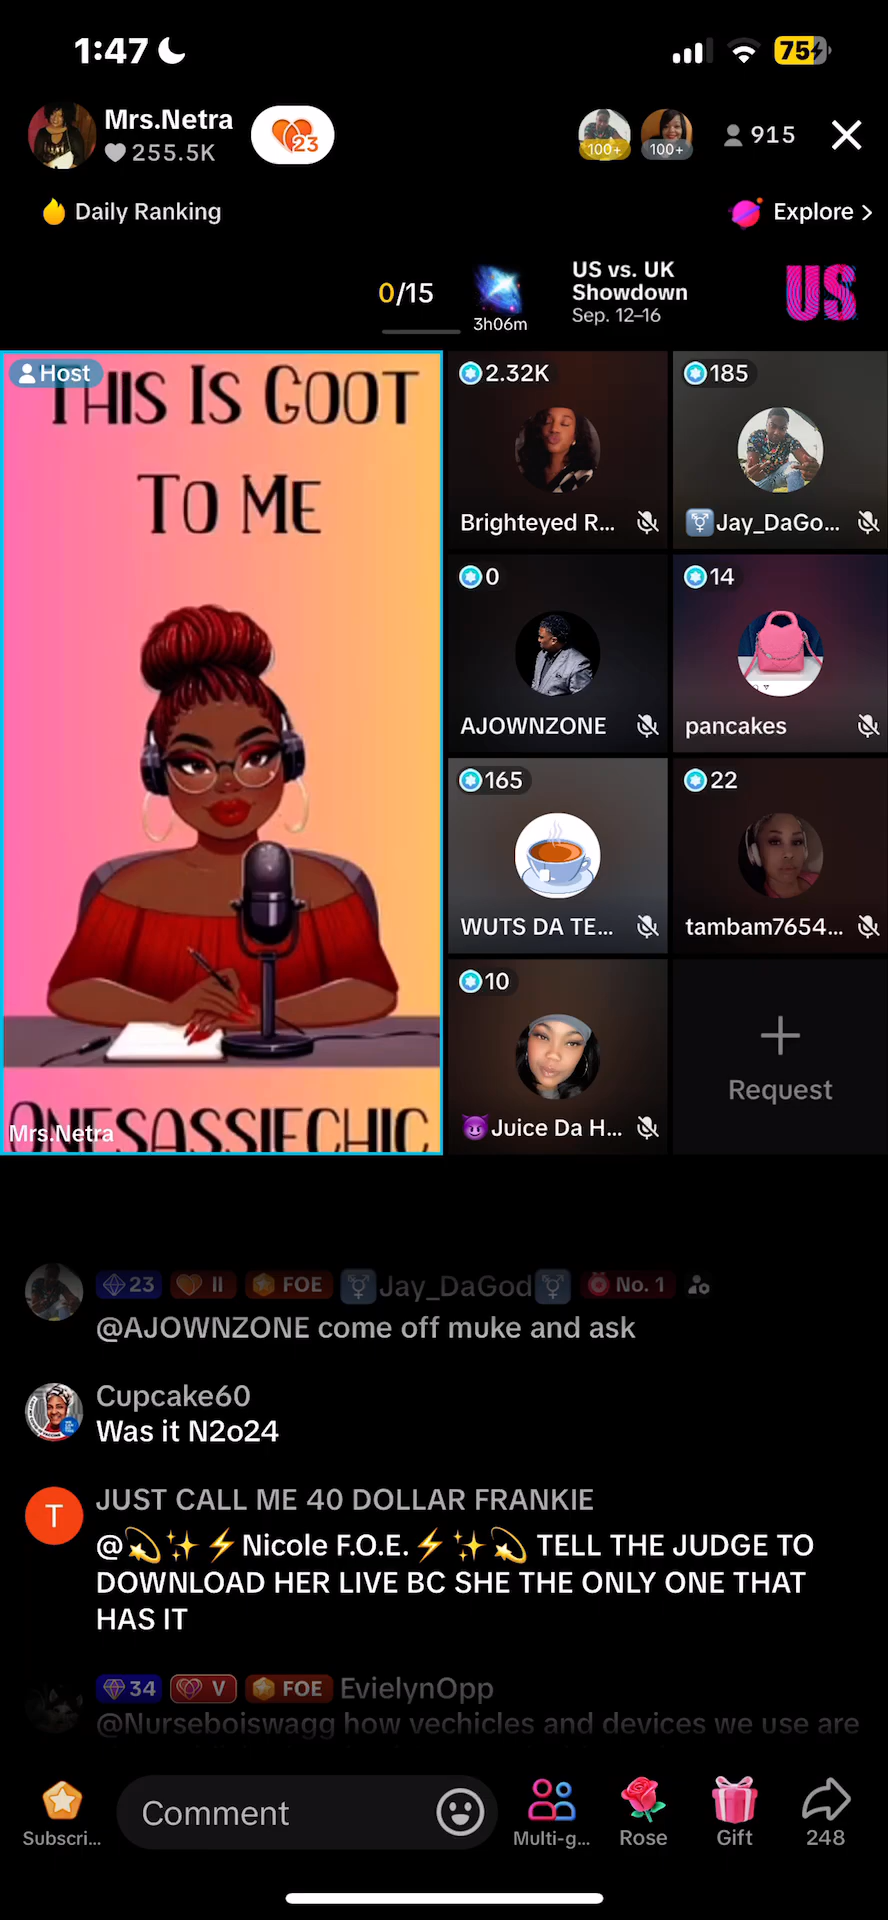 1:47
75
Mrs.Netra
255.5K
23
100+
100+
915
Daily Ranking
Explore
0/15
3h06m
US vs. UK
Showdown
Sep. 12–16
US
Host
THIS IS GOOT
TO ME
ONESASSIECHIC
Mrs.Netra
2.32K
Brighteyed R...
185
Jay_DaGo...
0
AJOWNZONE
14
pancakes
165
WUTS DA TE...
22
tambam7654...
10
Juice Da H...
Request
23 II FOE Jay_DaGod No. 1
@AJOWNZONE come off muke and ask
Cupcake60
Was it N2o24
T
JUST CALL ME 40 DOLLAR FRANKIE
@Nicole F.O.E. TELL THE JUDGE TO
DOWNLOAD HER LIVE BC SHE THE ONLY ONE THAT
HAS IT
34 V FOE EvielynOpp
@Nurseboiswagg how vechicles and devices we use are
Subscri...
Comment
Multi-g...
Rose
Gift
248